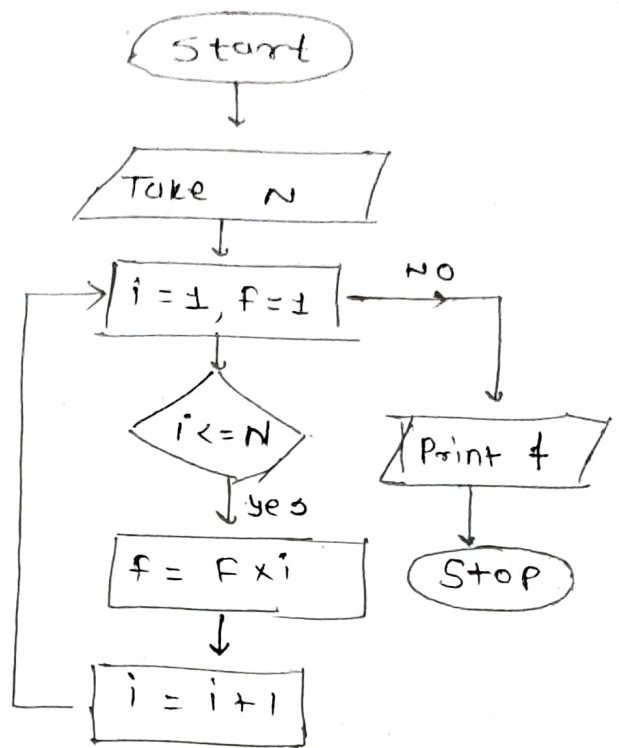 Start
Take N
i = 1, f = 1
NO
i <= N
Print f
yes
f = F x i
Stop
i = i + 1